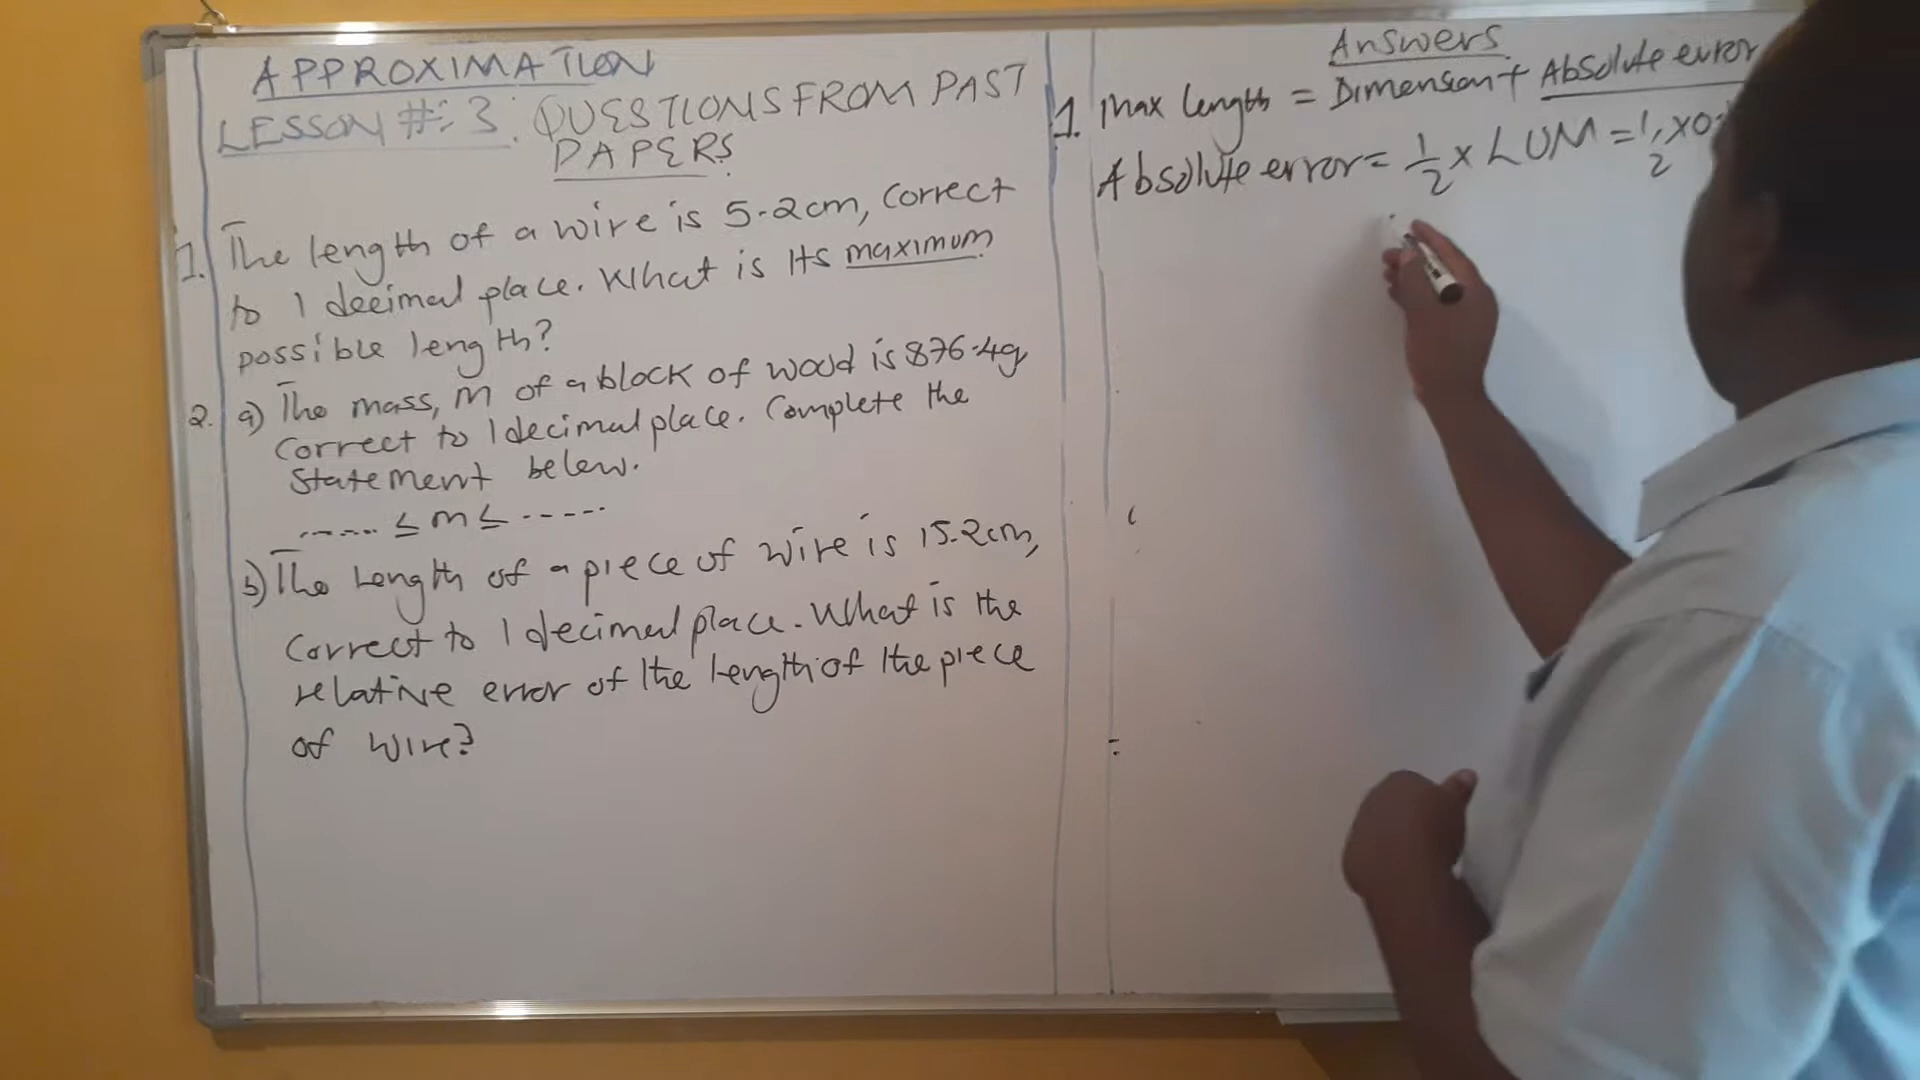 APPROXIMATION
LESSON #: 3: QUESTIONS FROM PAST
PAPERS
1. The length of a wire is 5.2cm, correct
to 1 decimal place. What is its maximum
possible length?
2. a) The mass, m of a block of wood is 876.4g
correct to 1 decimal place. Complete the
statement below.
...... ≤ m ≤ ......
b) The length of a piece of wire is 15.2cm,
correct to 1 decimal place. What is the
relative error of the length of the piece
of wire?
Answers
1. Max length = Dimension + Absolute error
Absolute error = 1/2 x LUM = 1/2 x 0.